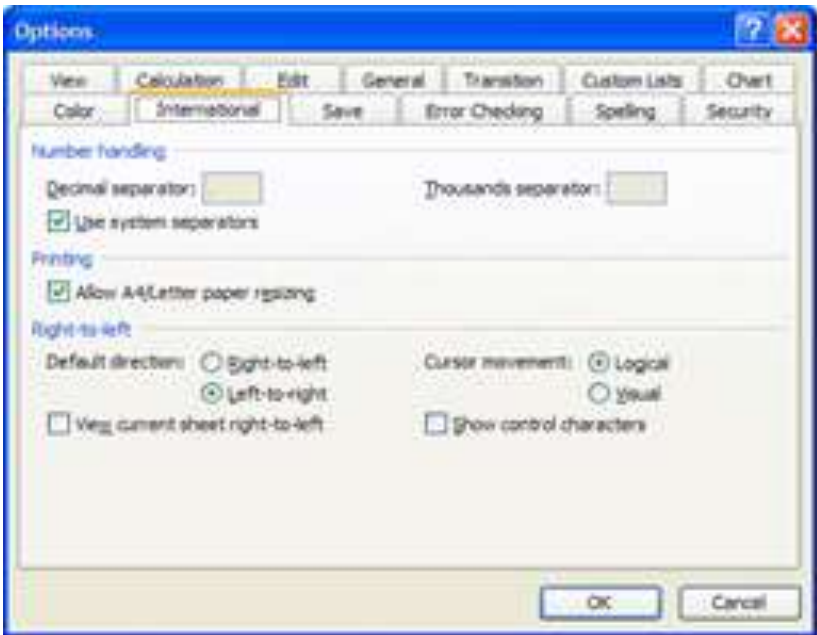 Options
View Calculation Edit General Transition Custom Lists Chart
Color International Save Error Checking Spelling Security
Number handling
Decimal separator: Thousands separator:
Use system separators
Printing
Allow A4/Letter paper resizing
Right-to-left
Default direction: Right-to-left Cursor movement: Logical
Left-to-right Visual
View current sheet right-to-left Show control characters
OK Cancel